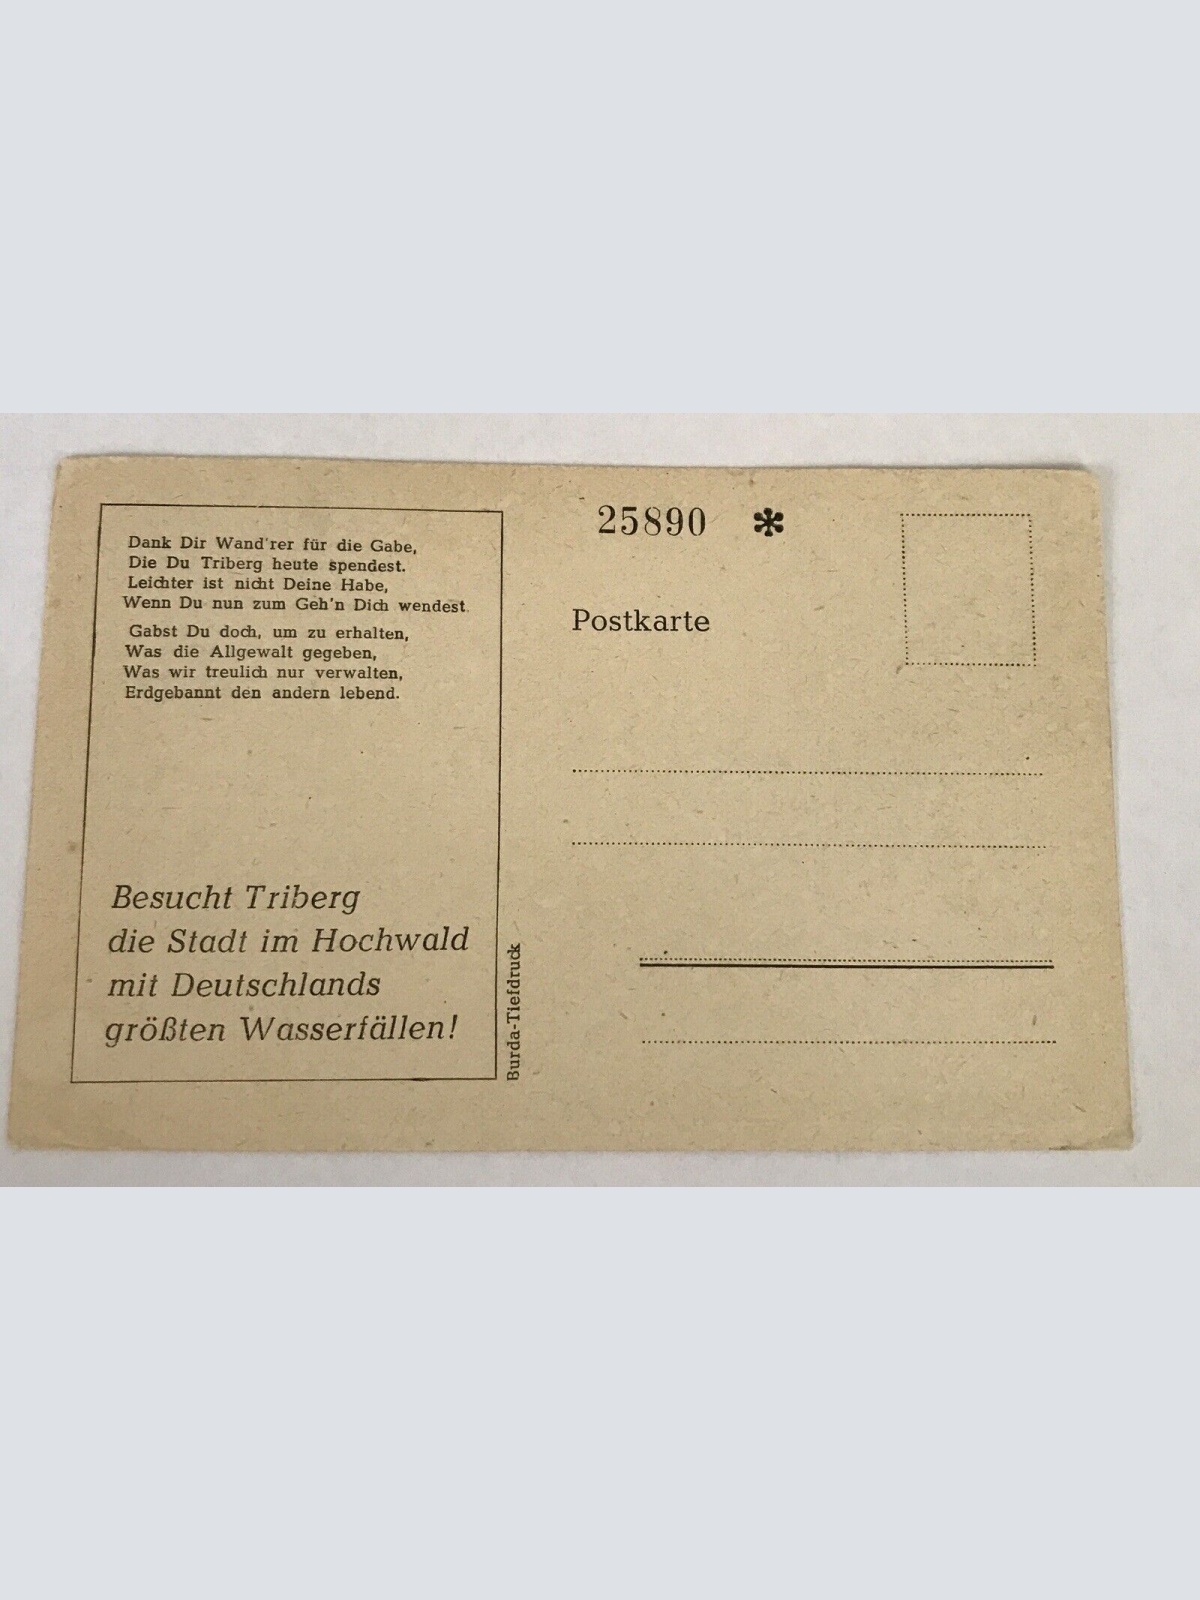 Dank Dir Wand'rer für die Gabe,
Die Du Triberg heute spendest.
Leichter ist nicht Deine Habe,
Wenn Du nun zum Geh'n Dich wendest.
Gabst Du doch, um zu erhalten,
Was die Allgewalt gegeben,
Was wir treulich nur verwalten,
Erdgebannt den andern lebend.
Besucht Triberg
die Stadt im Hochwald
mit Deutschlands
größten Wasserfällen!
Burda-Tiefdruck
25890 *
Postkarte